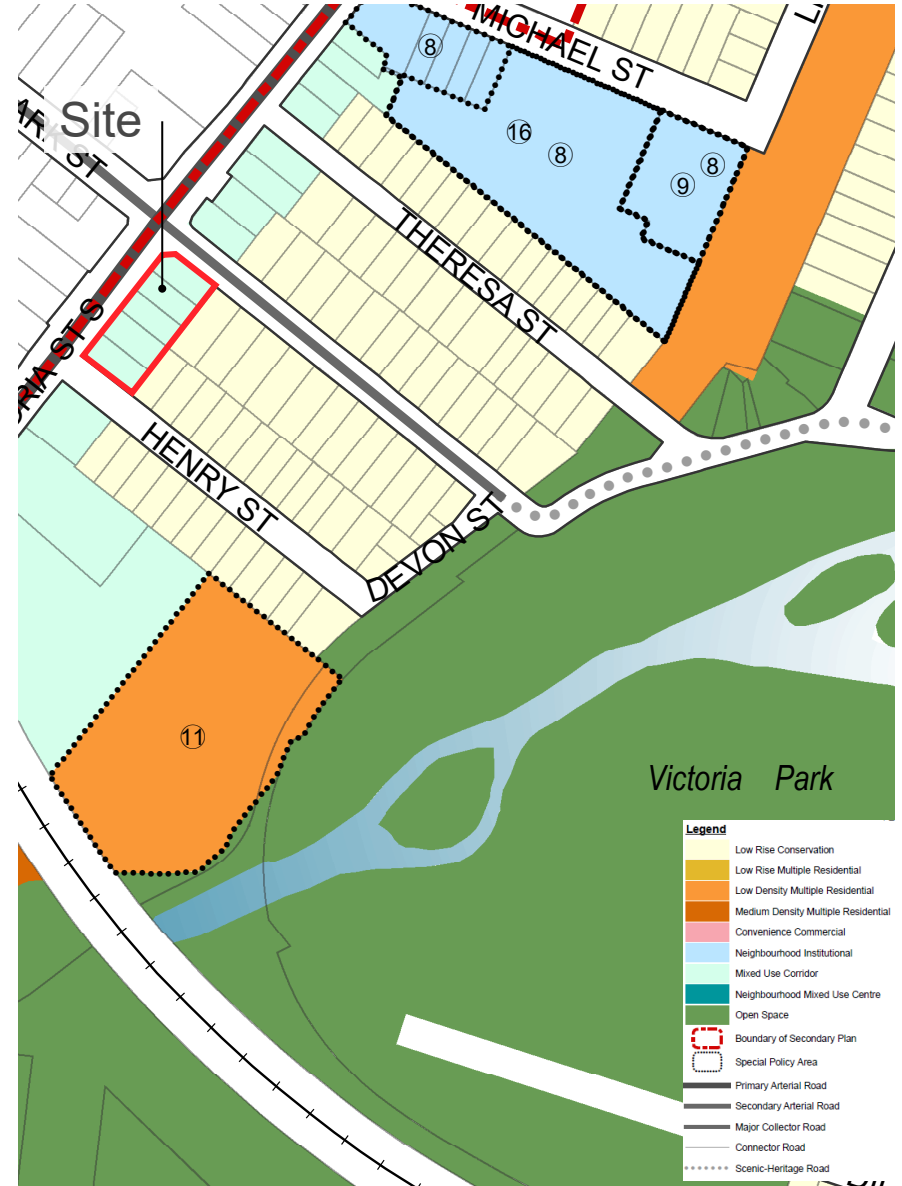 MICHAEL ST
⑧
Site
⑯
⑧
⑧
⑨
THERESA ST
HENRY ST
DEVON ST
⑪
Victoria Park
Legend
Low Rise Conservation
Low Rise Multiple Residential
Low Density Multiple Residential
Medium Density Multiple Residential
Convenience Commercial
Neighbourhood Institutional
Mixed Use Corridor
Neighbourhood Mixed Use Centre
Open Space
Boundary of Secondary Plan
Special Policy Area
Primary Arterial Road
Secondary Arterial Road
Major Collector Road
Connector Road
Scenic-Heritage Road